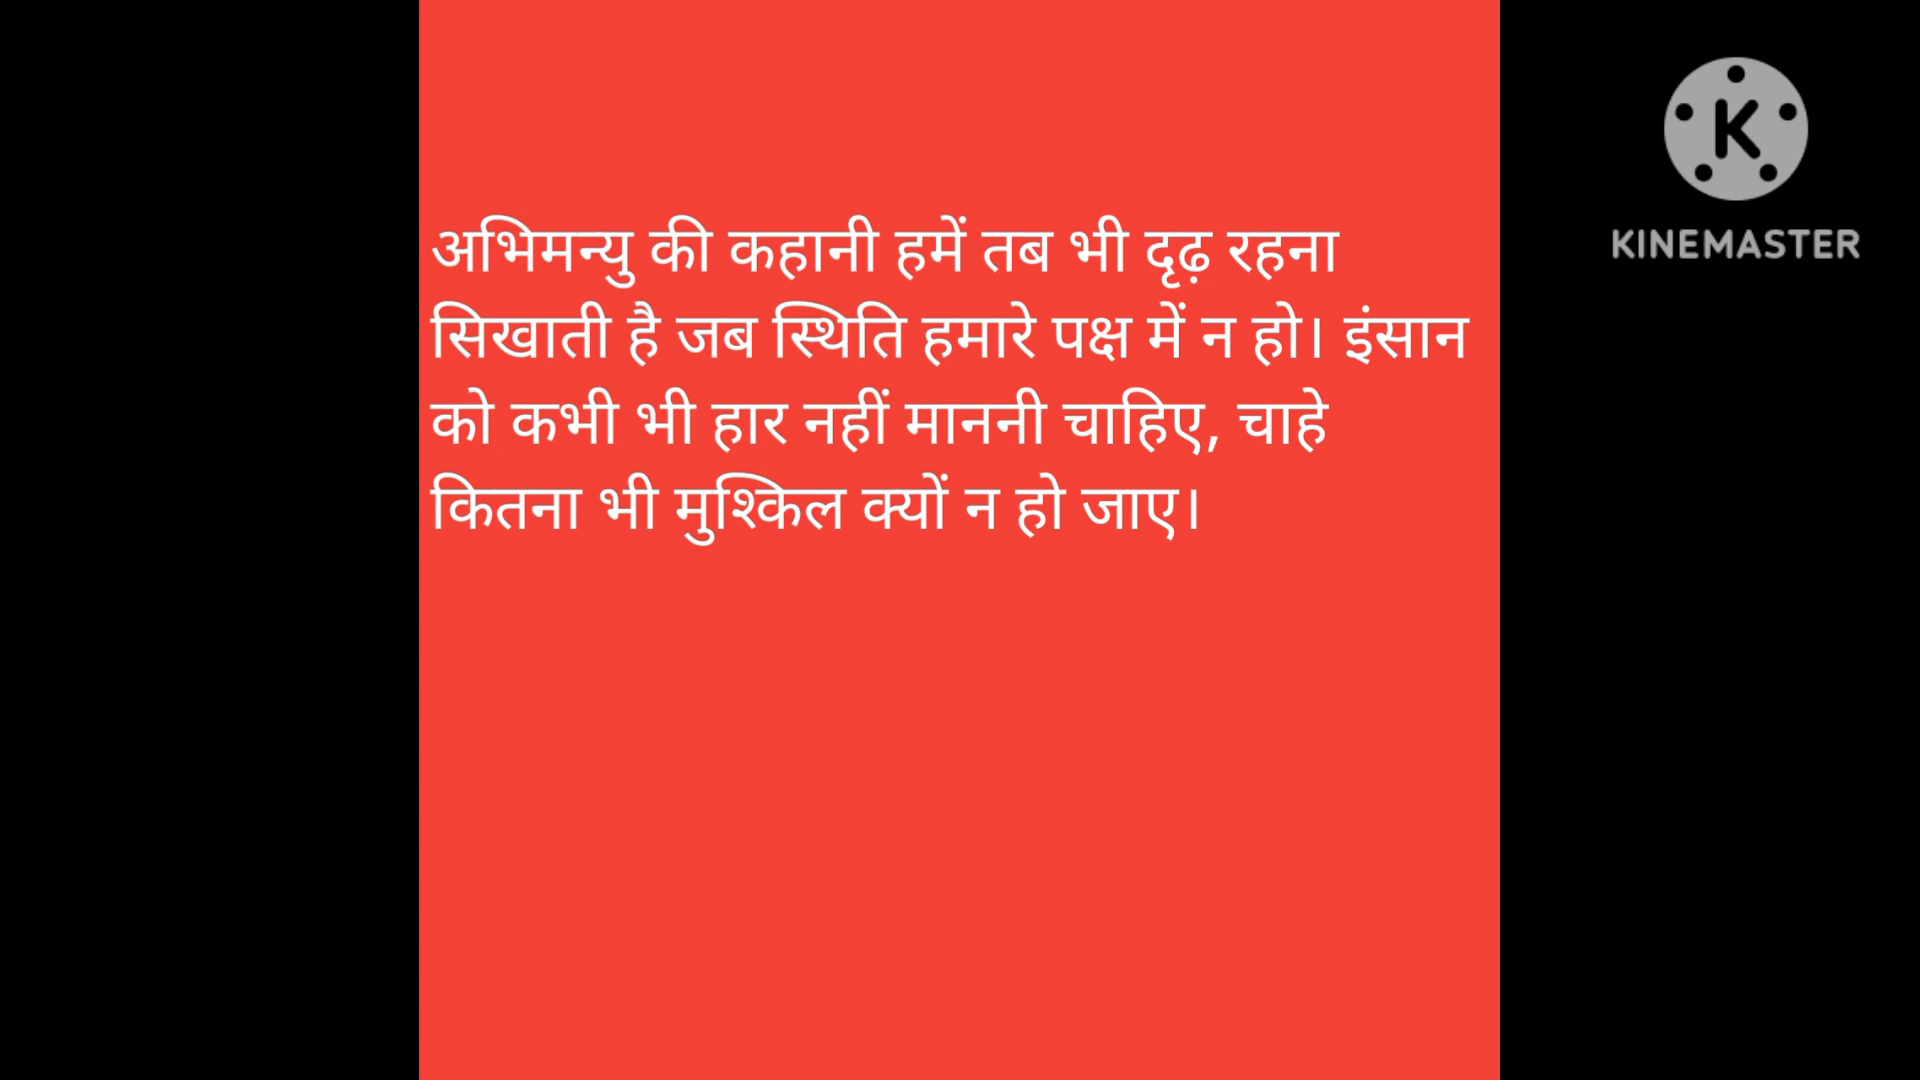 अभिमन्यु की कहानी हमें तब भी दृढ़ रहना
सिखाती है जब स्थिति हमारे पक्ष में न हो। इंसान
को कभी भी हार नहीं माननी चाहिए, चाहे
कितना भी मुश्किल क्यों न हो जाए।
K
KINEMASTER